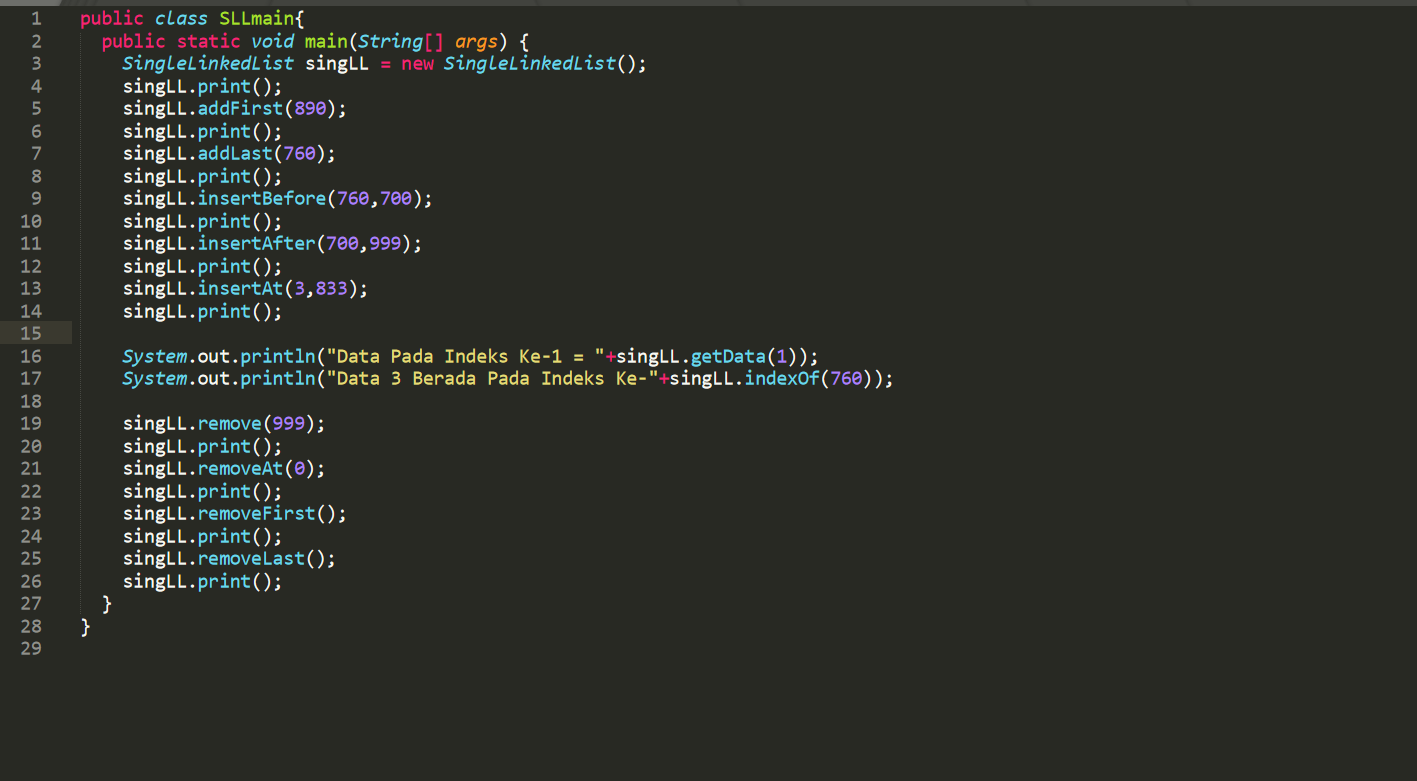 1 public class SLLmain{
2 public static void main(String[] args) {
3 SingleLinkedList singLL = new SingleLinkedList();
4 singLL.print();
5 singLL.addFirst(890);
6 singLL.print();
7 singLL.addLast(760);
8 singLL.print();
9 singLL.insertBefore(760,700);
10 singLL.print();
11 singLL.insertAfter(700,999);
12 singLL.print();
13 singLL.insertAt(3,833);
14 singLL.print();
15
16 System.out.println("Data Pada Indeks Ke-1 = "+singLL.getData(1));
17 System.out.println("Data 3 Berada Pada Indeks Ke-"+singLL.indexOf(760));
18
19 singLL.remove(999);
20 singLL.print();
21 singLL.removeAt(0);
22 singLL.print();
23 singLL.removeFirst();
24 singLL.print();
25 singLL.removeLast();
26 singLL.print();
27 }
28 }
29